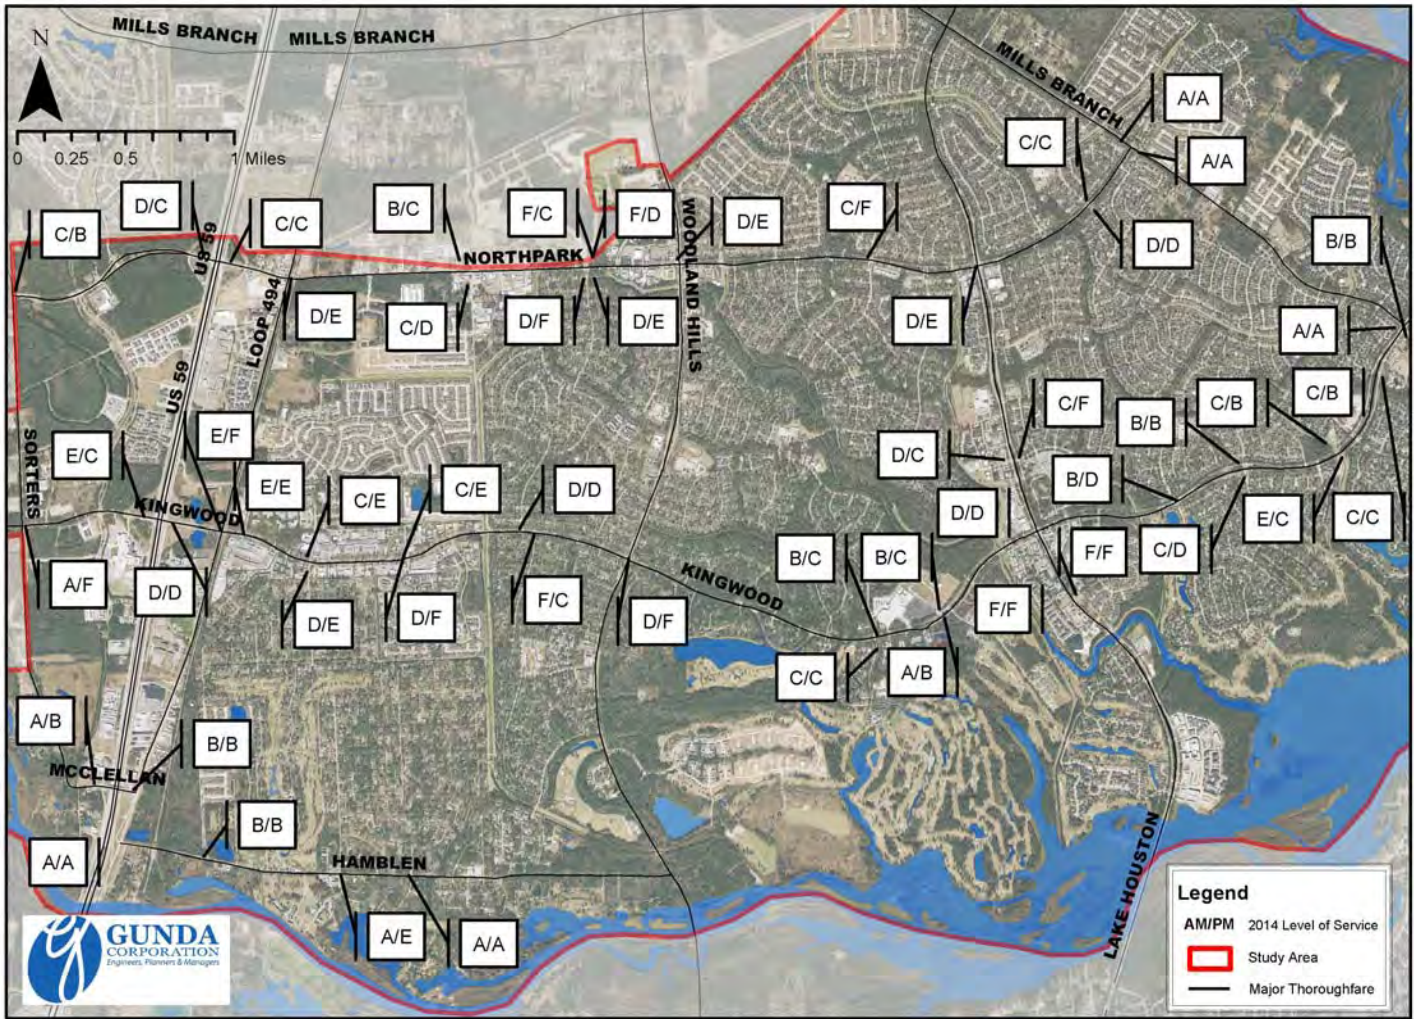 MILLS BRANCH
MILLS BRANCH
N
0 0.25 0.5 1 Miles
MILLS BRANCH
A/A
C/C
A/A
D/C
C/C
B/C
F/C
F/D
WOODLAND HILLS
D/E
C/F
C/B
US 59
NORTHPARK
D/D
B/B
LOOP 494
D/E
C/D
D/F
D/E
D/E
A/A
US 59
C/F
C/B
C/B
B/B
E/F
SORTERS
E/C
E/E
C/E
C/E
D/D
D/C
B/D
KINGWOOD
D/D
E/C
C/C
A/F
D/D
B/C
B/C
F/F
C/D
KINGWOOD
D/E
D/F
F/C
D/F
F/F
C/C
A/B
A/B
B/B
MCCLELLAN
B/B
A/A
HAMBLEN
LAKE HOUSTON
A/E
A/A
GUNDA
CORPORATION
Engineers, Planners & Managers
Legend
AM/PM 2014 Level of Service
Study Area
Major Thoroughfare